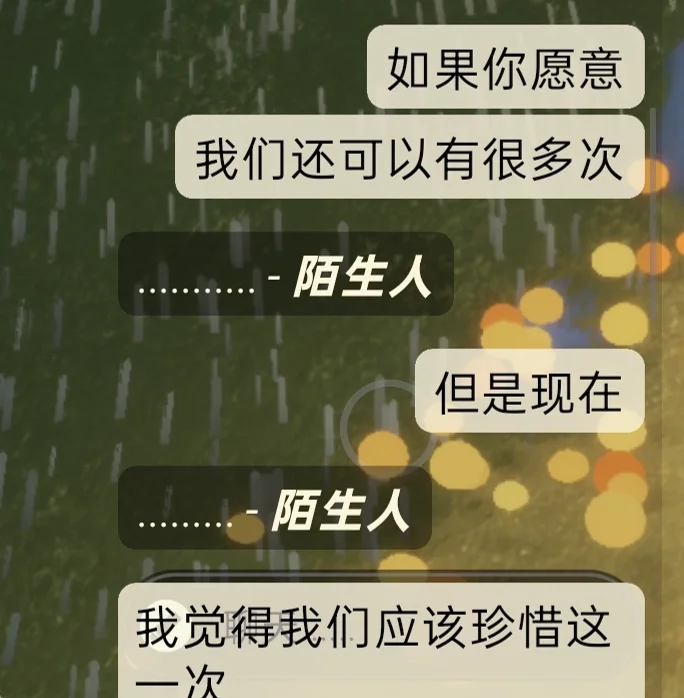 如果你愿意
我们还可以有很多次
........... - 陌生人
但是现在
......... - 陌生人
我觉得我们应该珍惜这
一次